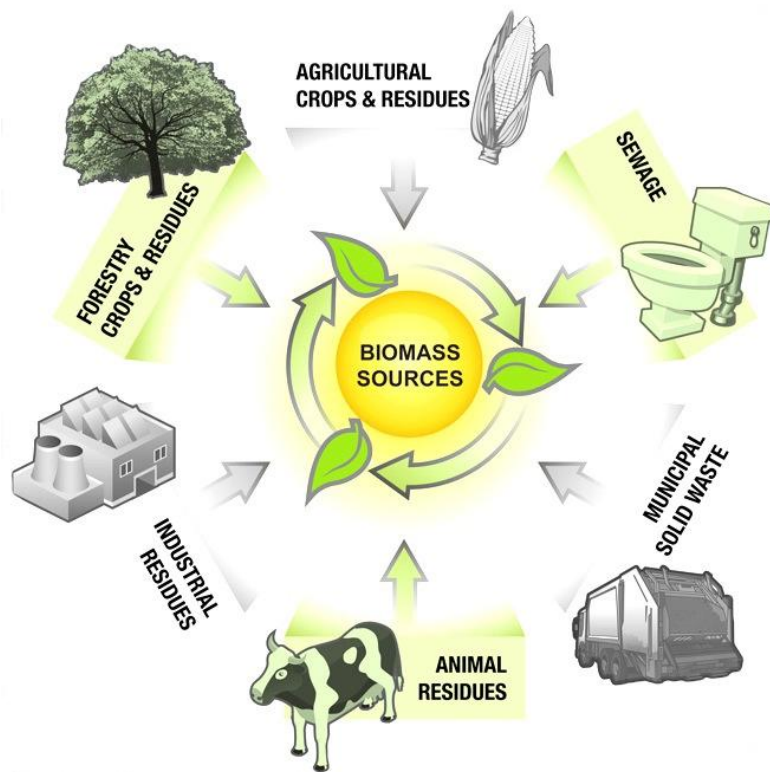 AGRICULTURAL
CROPS & RESIDUES
SEWAGE
FORESTRY
CROPS & RESIDUES
BIOMASS
SOURCES
MUNICIPAL
SOLID WASTE
INDUSTRIAL
RESIDUES
ANIMAL
RESIDUES